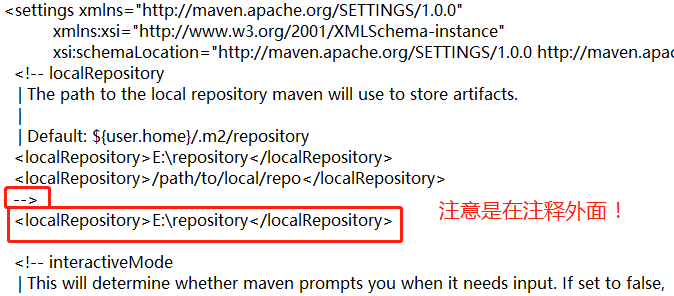 <settings xmlns="http://maven.apache.org/SETTINGS/1.0.0"
xmlns:xsi="http://www.w3.org/2001/XMLSchema-instance"
xsi:schemaLocation="http://maven.apache.org/SETTINGS/1.0.0 http://maven.apa
<!-- localRepository
| The path to the local repository maven will use to store artifacts.
|
| Default: ${user.home}/.m2/repository
<localRepository>E:\repository</localRepository>
<localRepository>/path/to/local/repo</localRepository>
-->
<localRepository>E:\repository</localRepository> 注意是在注释外面！
<!-- interactiveMode
| This will determine whether maven prompts you when it needs input. If set to false,